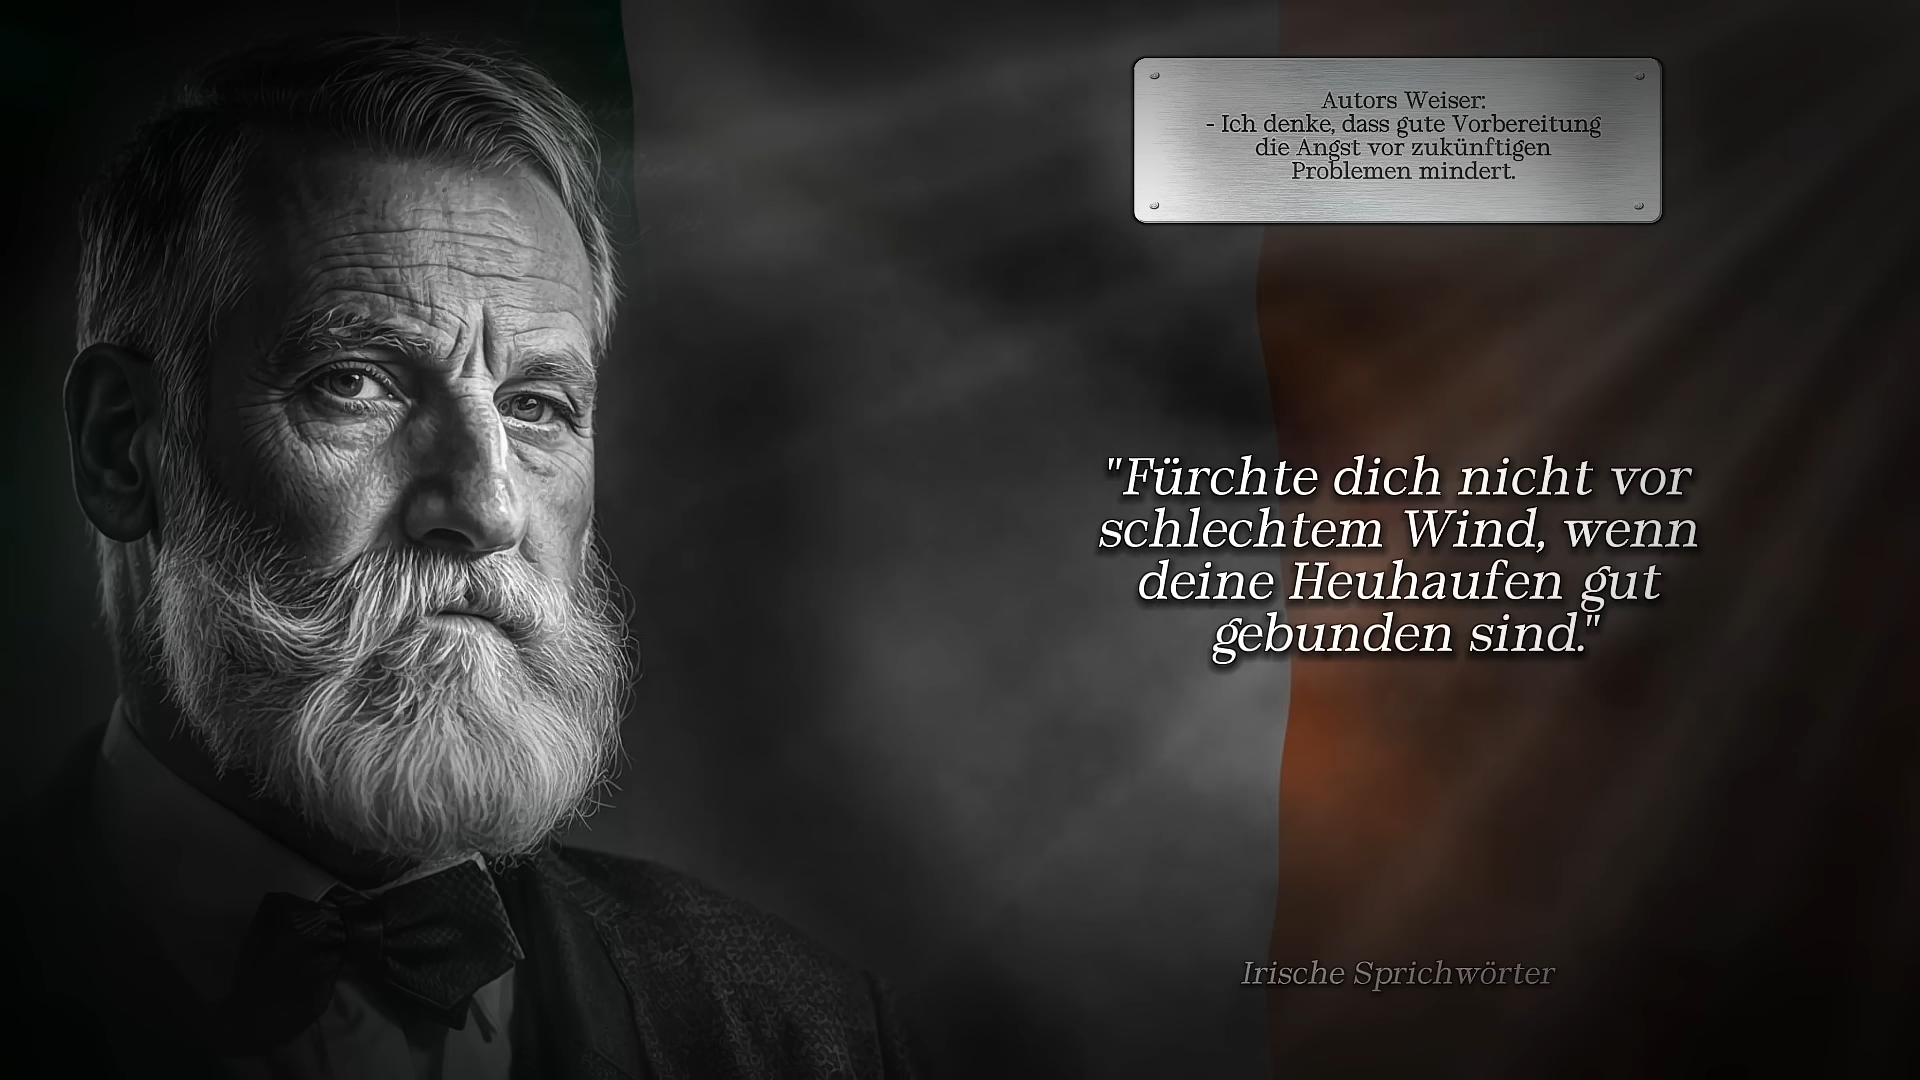 Autors Weiser:
- Ich denke, dass gute Vorbereitung
die Angst vor zukünftigen
Problemen mindert.
"Fürchte dich nicht vor
schlechtem Wind, wenn
deine Heuhaufen gut
gebunden sind."
Irische Sprichwörter